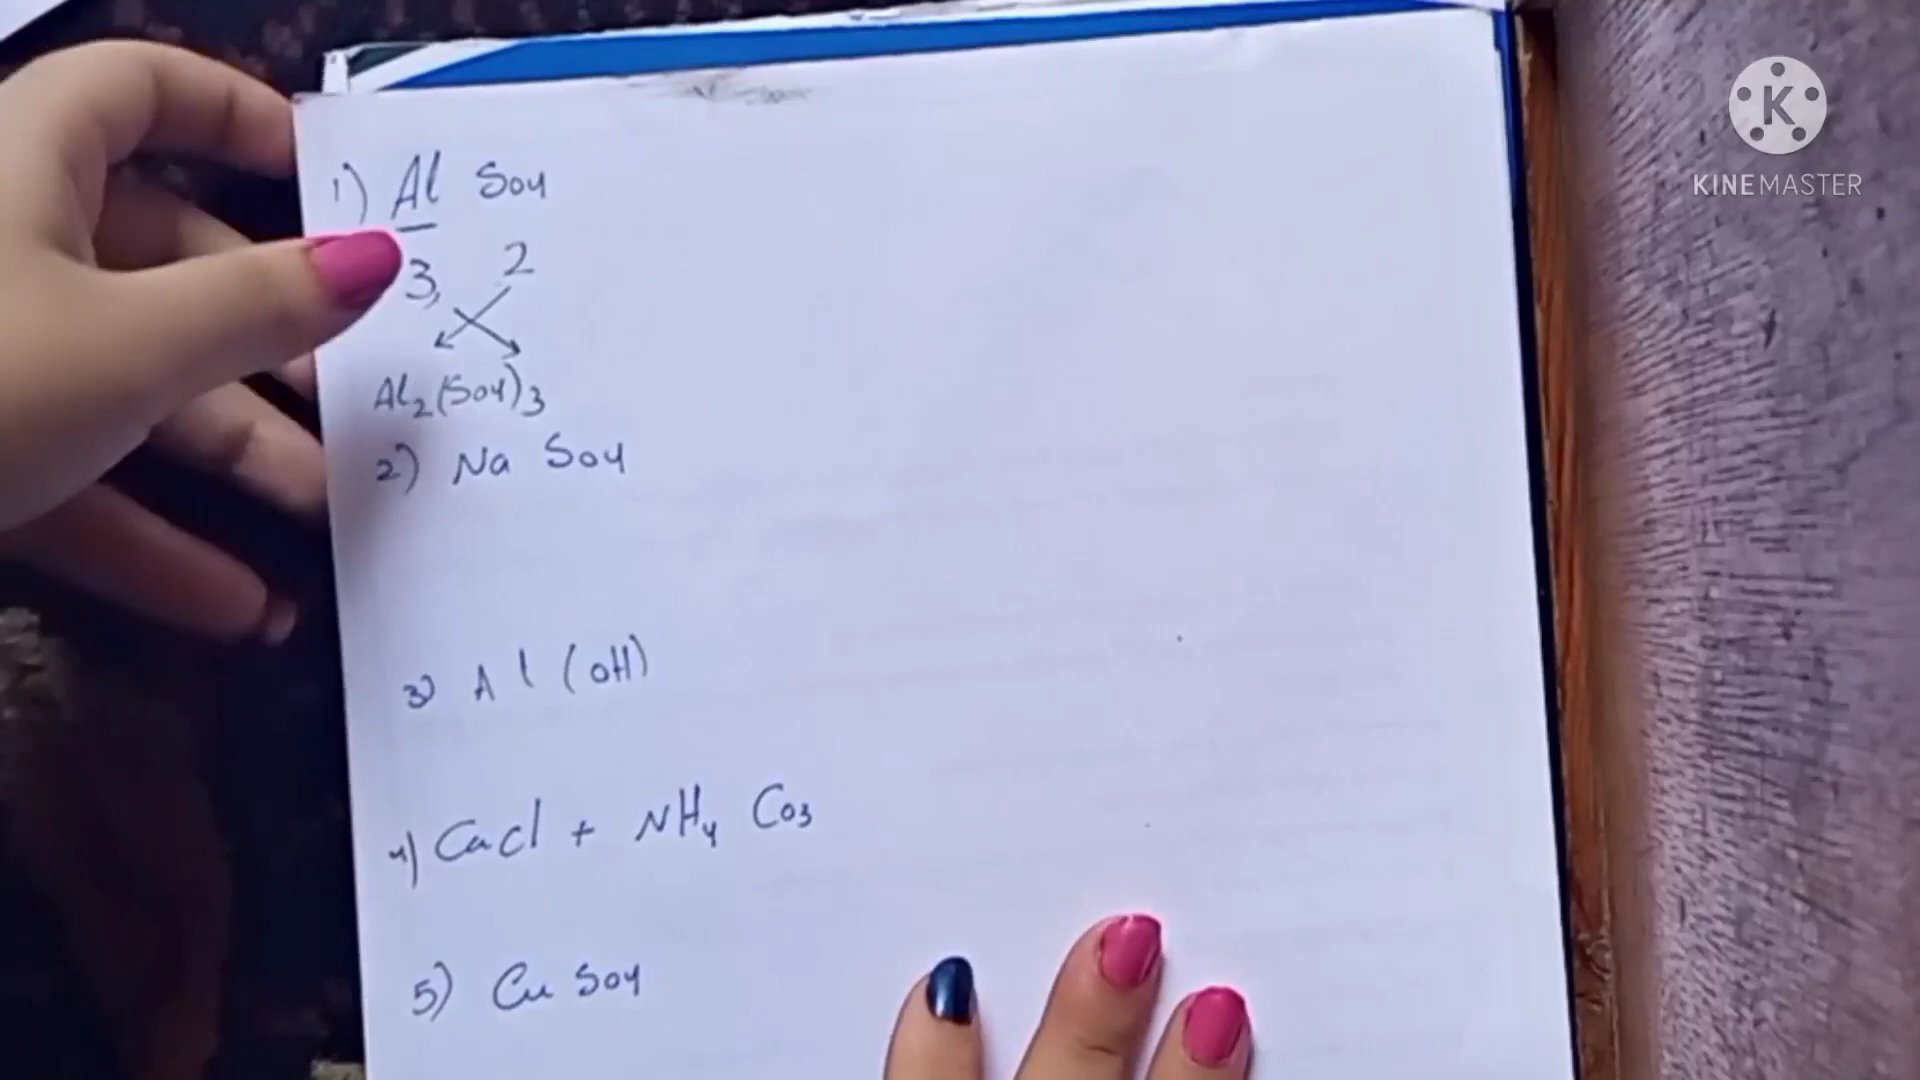 K
KINEMASTER
1) Al So4
3, 2
Al2(So4)3
2) Na So4
3) Al (oH)
4) Cacl + NH4 Co3
5) Cu So4